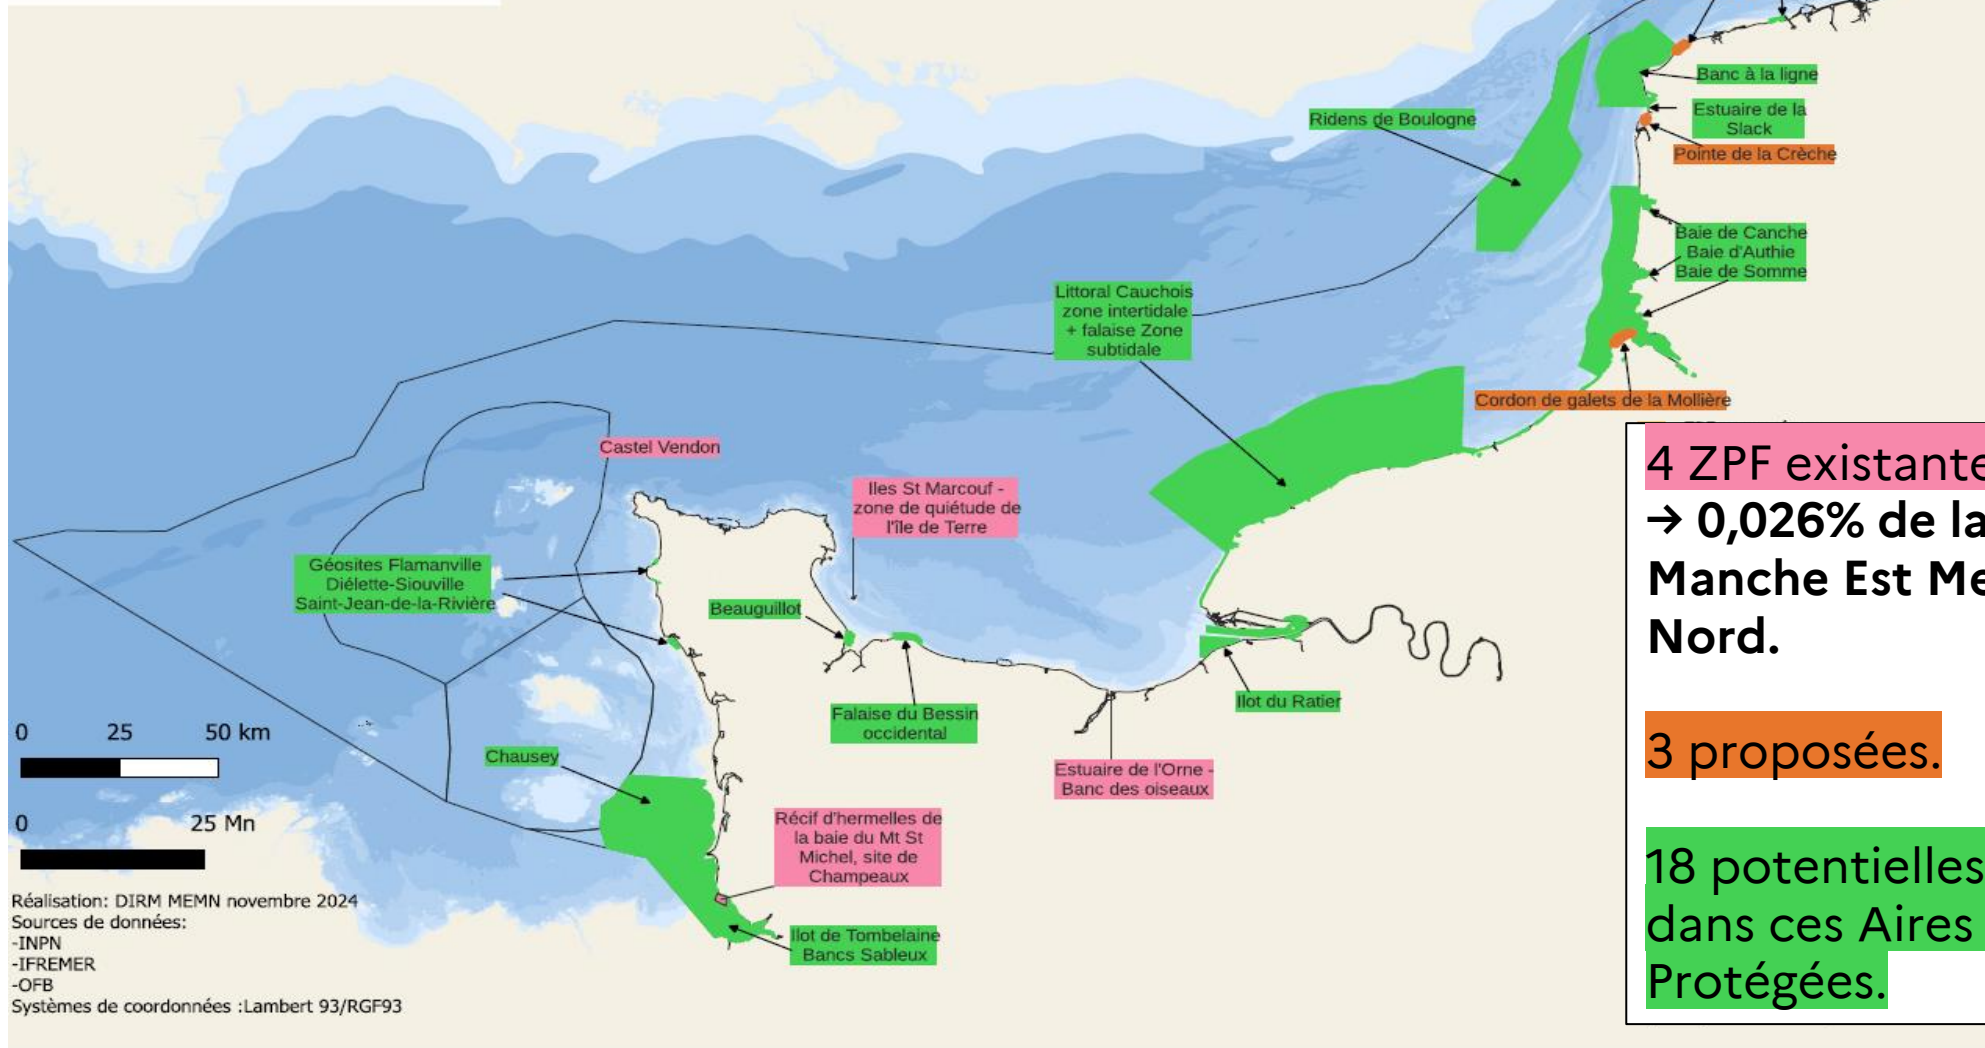 Banc à la ligne
Ridens de Boulogne
Estuaire de la
Slack
Pointe de la Crèche
Baie de Canche
Baie d'Authie
Baie de Somme
Littoral Cauchois
zone intertidale
+ falaise Zone
subtidale
Cordon de galets de la Mollière
Castel Vendon
Iles St Marcouf -
zone de quiétude de
l'île de Terre
Géosites Flamanville
Diélette-Siouville
Saint-Jean-de-la-Rivière
Beauguillot
Falaise du Bessin
occidental
Ilot du Ratier
Chausey
Estuaire de l'Orne -
Banc des oiseaux
Récif d'hermelles de
la baie du Mt St
Michel, site de
Champeaux
Ilot de Tombelaine
Bancs Sableux
0 25 50 km
0 25 Mn
Réalisation: DIRM MEMN novembre 2024
Sources de données:
-INPN
-IFREMER
-OFB
Systèmes de coordonnées :Lambert 93/RGF93
4 ZPF existante
→ 0,026% de la
Manche Est Me
Nord.
3 proposées.
18 potentielles
dans ces Aires
Protégées.